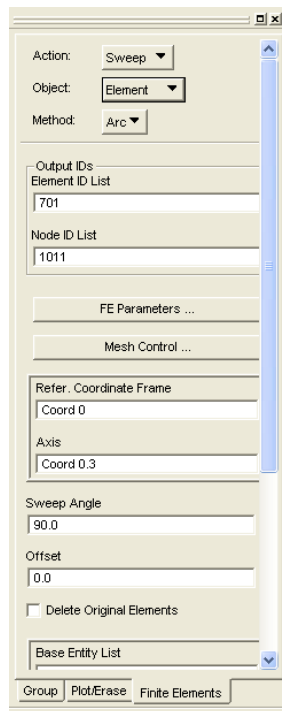 Action: Sweep
Object: Element
Method: Arc
Output IDs
Element ID List
701
Node ID List
1011
FE Parameters ...
Mesh Control ...
Refer. Coordinate Frame
Coord 0
Axis
Coord 0.3
Sweep Angle
90.0
Offset
0.0
Delete Original Elements
Base Entity List
Group Plot/Erase Finite Elements